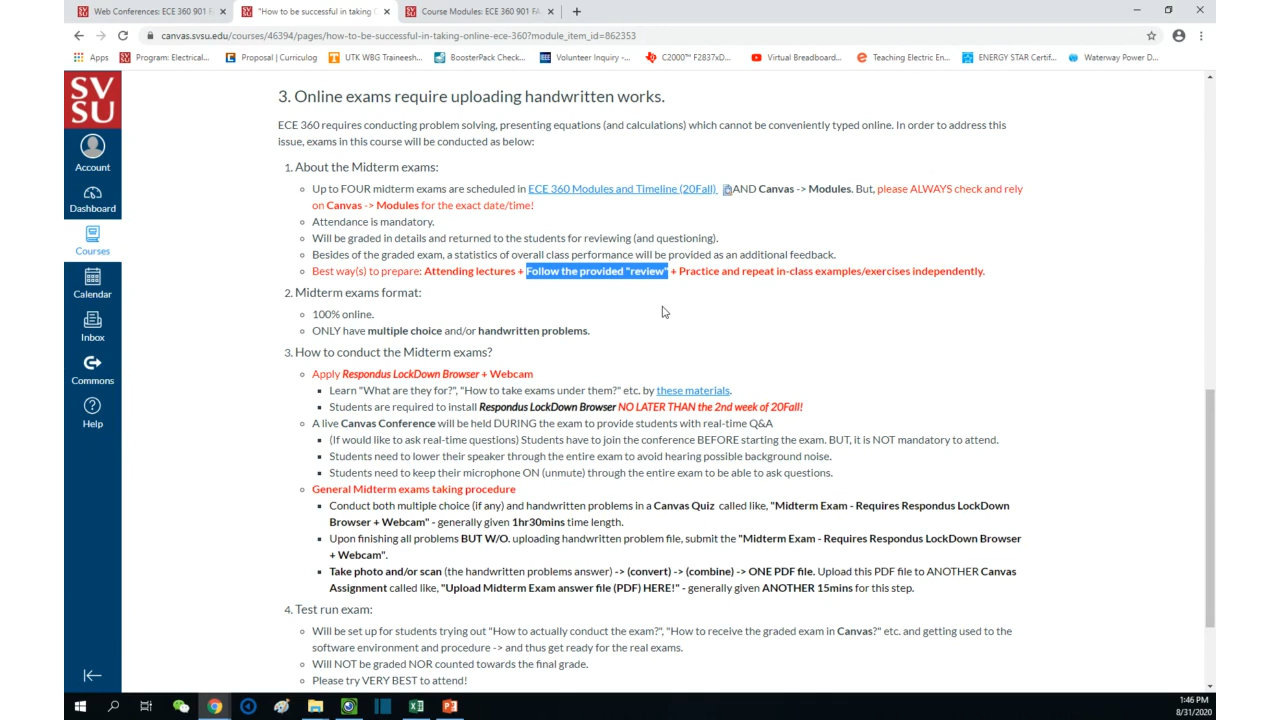 Web Conferences: ECE 360 901 F
"How to be successful in taking
Course Modules: ECE 360 901 FA
canvas.svsu.edu/courses/46394/pages/how-to-be-successful-in-taking-online-ece-360?module_item_id=862353
Apps
Program: Electrical...
Proposal | Curriculog
UTK WBG Traineesh...
BoosterPack Check...
Volunteer Inquiry -...
C2000™ F2837xD...
Virtual Breadboard...
Teaching Electric En...
ENERGY STAR Certif...
Waterway Power D...
SV
SU
Account
Dashboard
Courses
Calendar
Inbox
Commons
Help
3. Online exams require uploading handwritten works.
ECE 360 requires conducting problem solving, presenting equations (and calculations) which cannot be conveniently typed online. In order to address this
issue, exams in this course will be conducted as below:
1. About the Midterm exams:
Up to FOUR midterm exams are scheduled in ECE 360 Modules and Timeline (20Fall) AND Canvas -> Modules. But, please ALWAYS check and rely
on Canvas -> Modules for the exact date/time!
Attendance is mandatory.
Will be graded in details and returned to the students for reviewing (and questioning).
Besides of the graded exam, a statistics of overall class performance will be provided as an additional feedback.
Best way(s) to prepare: Attending lectures + Follow the provided "review" + Practice and repeat in-class examples/exercises independently.
2. Midterm exams format:
100% online.
ONLY have multiple choice and/or handwritten problems.
3. How to conduct the Midterm exams?
Apply Respondus LockDown Browser + Webcam
Learn "What are they for?", "How to take exams under them?" etc. by these materials.
Students are required to install Respondus LockDown Browser NO LATER THAN the 2nd week of 20Fall!
A live Canvas Conference will be held DURING the exam to provide students with real-time Q&A
(If would like to ask real-time questions) Students have to join the conference BEFORE starting the exam. BUT, it is NOT mandatory to attend.
Students need to lower their speaker through the entire exam to avoid hearing possible background noise.
Students need to keep their microphone ON (unmute) through the entire exam to be able to ask questions.
General Midterm exams taking procedure
Conduct both multiple choice (if any) and handwritten problems in a Canvas Quiz called like, "Midterm Exam - Requires Respondus LockDown
Browser + Webcam" - generally given 1hr30mins time length.
Upon finishing all problems BUT W/O. uploading handwritten problem file, submit the "Midterm Exam - Requires Respondus LockDown Browser
+ Webcam".
Take photo and/or scan (the handwritten problems answer) -> (convert) -> (combine) -> ONE PDF file. Upload this PDF file to ANOTHER Canvas
Assignment called like, "Upload Midterm Exam answer file (PDF) HERE!" - generally given ANOTHER 15mins for this step.
4. Test run exam:
Will be set up for students trying out "How to actually conduct the exam?", "How to receive the graded exam in Canvas?" etc. and getting used to the
software environment and procedure -> and thus get ready for the real exams.
Will NOT be graded NOR counted towards the final grade.
Please try VERY BEST to attend!
1:46 PM
8/31/2020